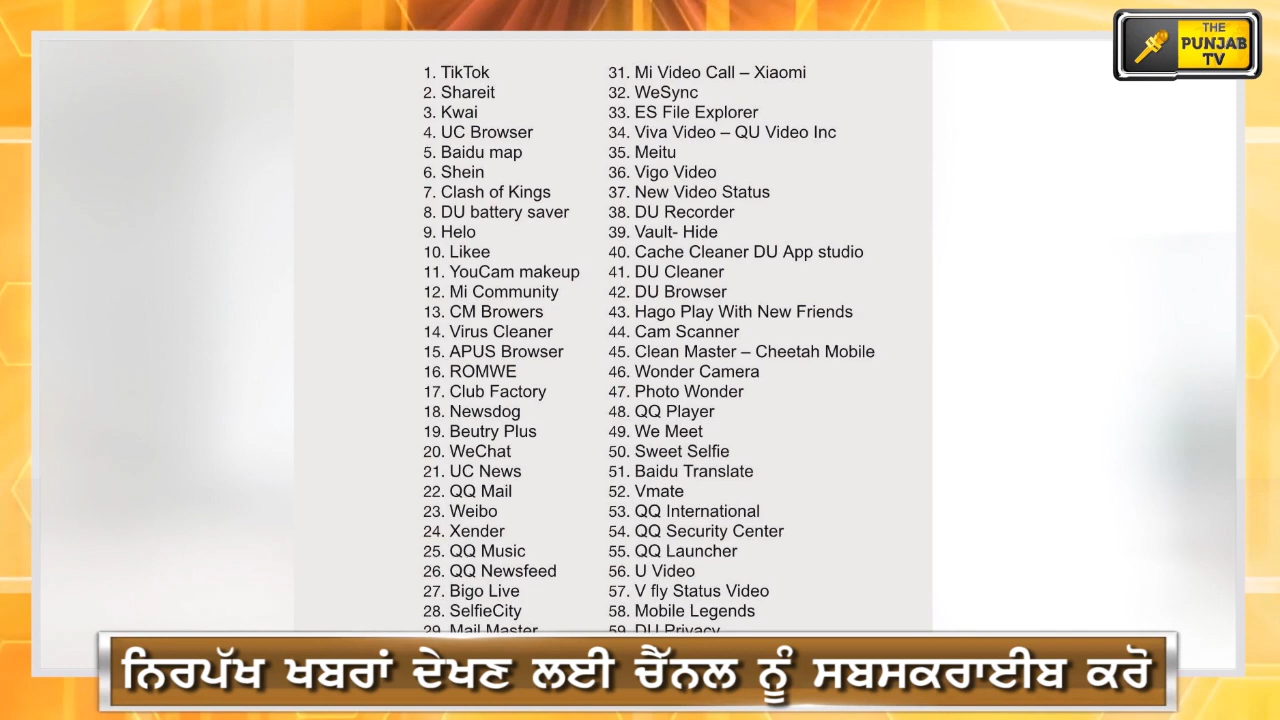 THE
PUNJAB
TV
1. TikTok
2. Shareit
3. Kwai
4. UC Browser
5. Baidu map
6. Shein
7. Clash of Kings
8. DU battery saver
9. Helo
10. Likee
11. YouCam makeup
12. Mi Community
13. CM Browers
14. Virus Cleaner
15. APUS Browser
16. ROMWE
17. Club Factory
18. Newsdog
19. Beutry Plus
20. WeChat
21. UC News
22. QQ Mail
23. Weibo
24. Xender
25. QQ Music
26. QQ Newsfeed
27. Bigo Live
28. SelfieCity
29. Mail Master
31. Mi Video Call – Xiaomi
32. WeSync
33. ES File Explorer
34. Viva Video – QU Video Inc
35. Meitu
36. Vigo Video
37. New Video Status
38. DU Recorder
39. Vault- Hide
40. Cache Cleaner DU App studio
41. DU Cleaner
42. DU Browser
43. Hago Play With New Friends
44. Cam Scanner
45. Clean Master – Cheetah Mobile
46. Wonder Camera
47. Photo Wonder
48. QQ Player
49. We Meet
50. Sweet Selfie
51. Baidu Translate
52. Vmate
53. QQ International
54. QQ Security Center
55. QQ Launcher
56. U Video
57. V fly Status Video
58. Mobile Legends
59. DU Privacy
ਨਿਰਪੱਖ ਖਬਰਾਂ ਦੇਖਣ ਲਈ ਚੈੱਨਲ ਨੂੰ ਸਬਸਕਰਾਈਬ ਕਰੋ